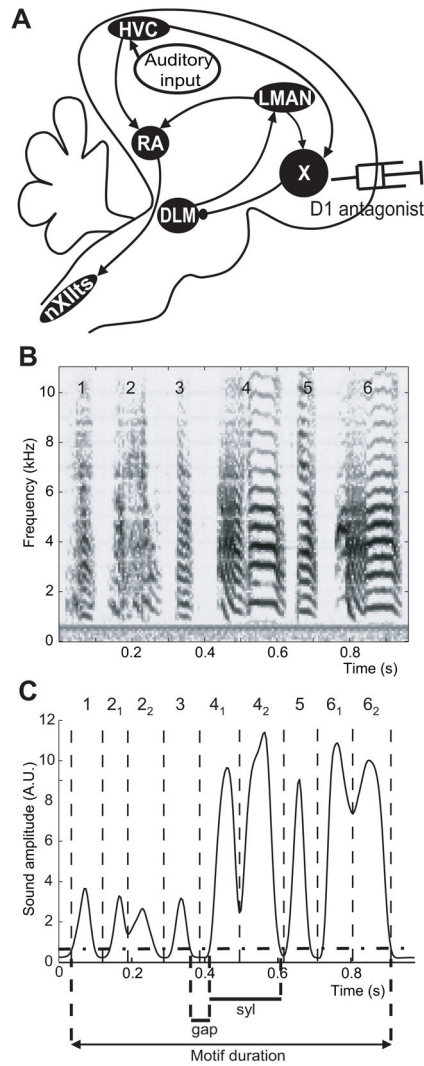 A
HVC
Auditory
input
LMAN
RA
X
DLM
D1 antagonist
nXIIts
B
1 2 3 4 5 6
10
8
6
4
2
0
Frequency (kHz)
0.2 0.4 0.6 0.8
Time (s)
C
1 2₁ 2₂ 3 4₁ 4₂ 5 6₁ 6₂
12
10
8
6
4
2
0
Sound amplitude (A.U.)
0 0.2 0.4 0.6 0.8
Time (s)
syl
gap
Motif duration